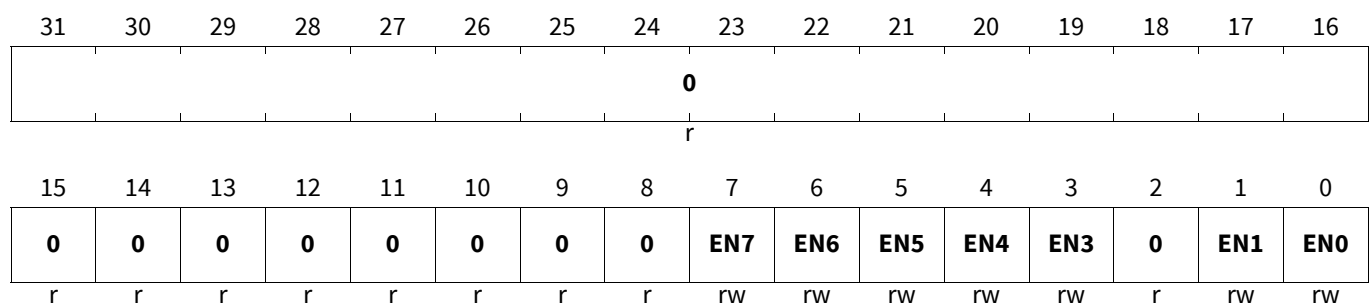 31 30 29 28 27 26 25 24 23 22 21 20 19 18 17 16
0
r
15 14 13 12 11 10 9 8 7 6 5 4 3 2 1 0
0 0 0 0 0 0 0 0 EN7 EN6 EN5 EN4 EN3 0 EN1 EN0
r r r r r r r r rw rw rw rw rw r rw rw